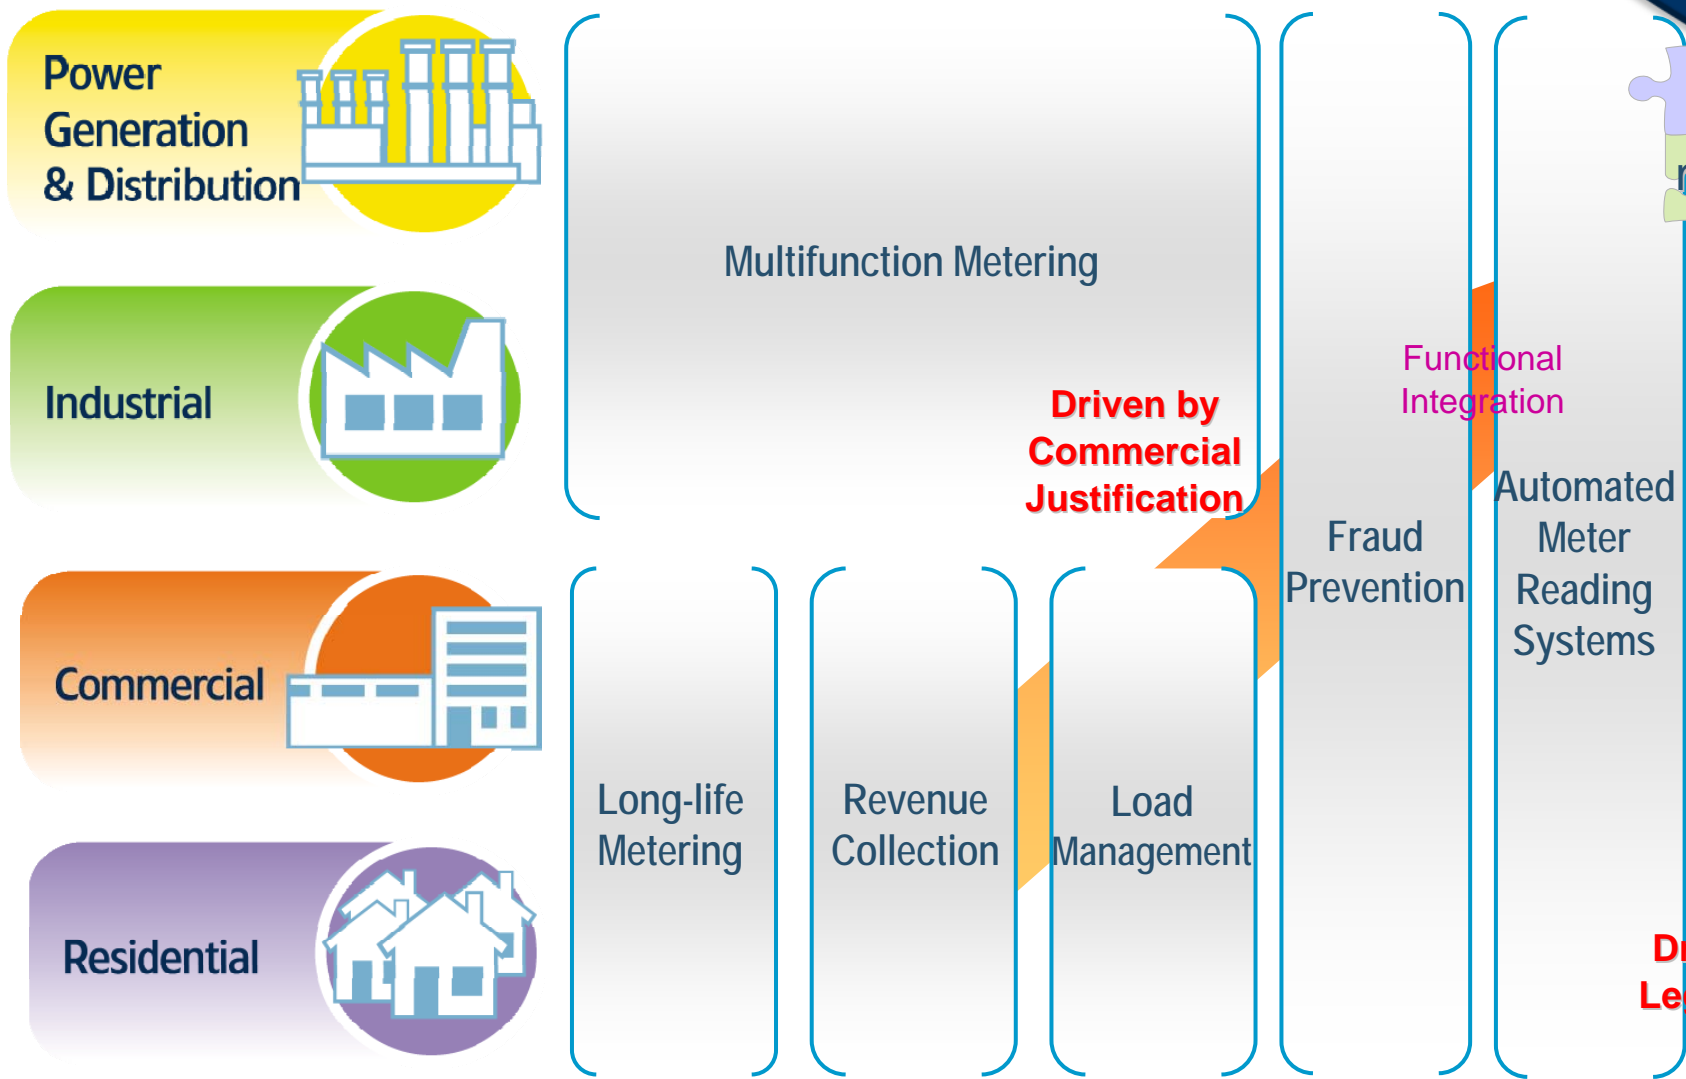 Power
Generation
& Distribution
Multifunction Metering
Industrial
Driven by
Commercial
Justification
Functional
Integration
Fraud
Prevention
Automated
Meter
Reading
Systems
Commercial
Long-life
Metering
Revenue
Collection
Load
Management
Residential